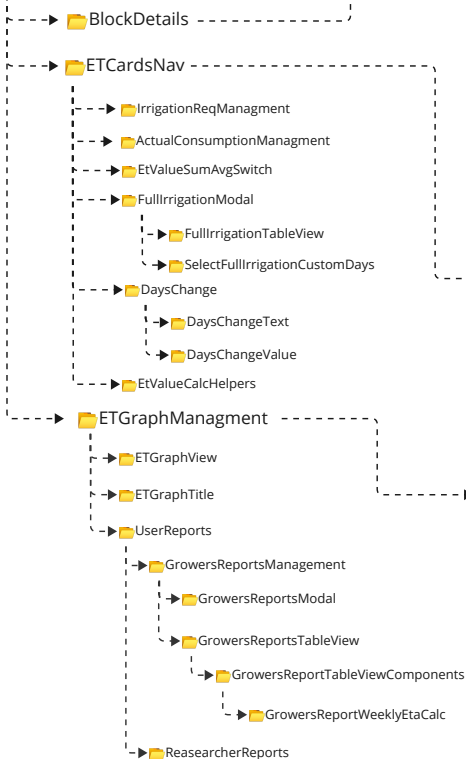 BlockDetails
ETCardsNav
IrrigationReqManagment
ActualConsumptionManagment
EtValueSumAvgSwitch
FullIrrigationModal
FullIrrigationTableView
SelectFullIrrigationCustomDays
DaysChange
DaysChangeText
DaysChangeValue
EtValueCalcHelpers
ETGraphManagment
ETGraphView
ETGraphTitle
UserReports
GrowersReportsManagement
GrowersReportsModal
GrowersReportsTableView
GrowersReportTableViewComponents
GrowersReportWeeklyEtaCalc
ReasearcherReports